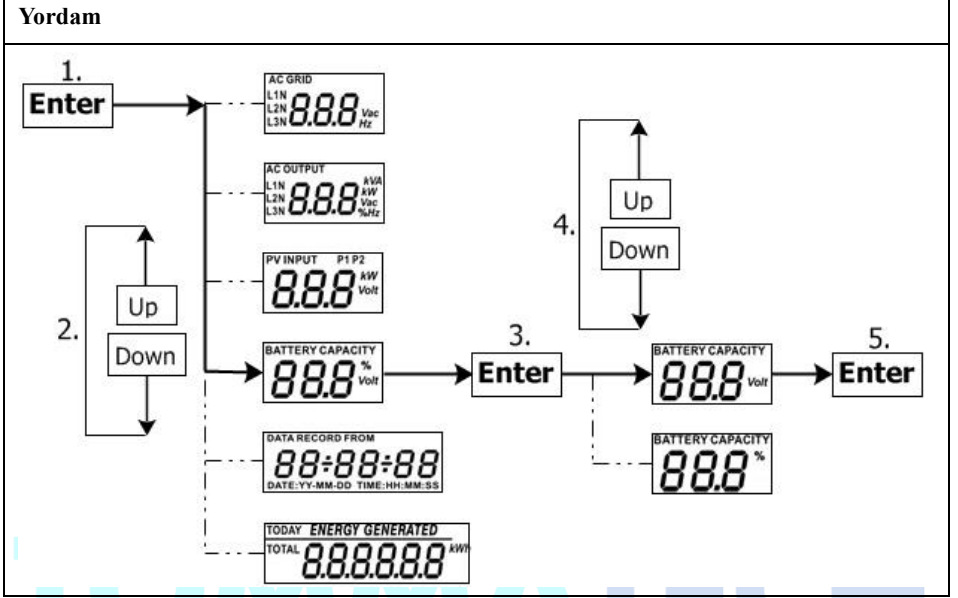 Yordam
1.
Enter
AC GRID
L1N
L2N
L3N
8.8.8
Vac
Hz
AC OUTPUT
L1N
L2N
L3N
8.8.8
kVA
kW
Vac
%Hz
PV INPUT P1 P2
8.8.8
kW
Volt
2.
Up
Down
BATTERY CAPACITY
88.8
%
Volt
3.
Enter
4.
Up
Down
BATTERY CAPACITY
88.8
Volt
5.
Enter
BATTERY CAPACITY
88.8
%
DATA RECORD FROM
88:88:88
DATE:YY-MM-DD TIME:HH:MM:SS
TODAY ENERGY GENERATED
TOTAL 8.8.8.8.8.8 kWh